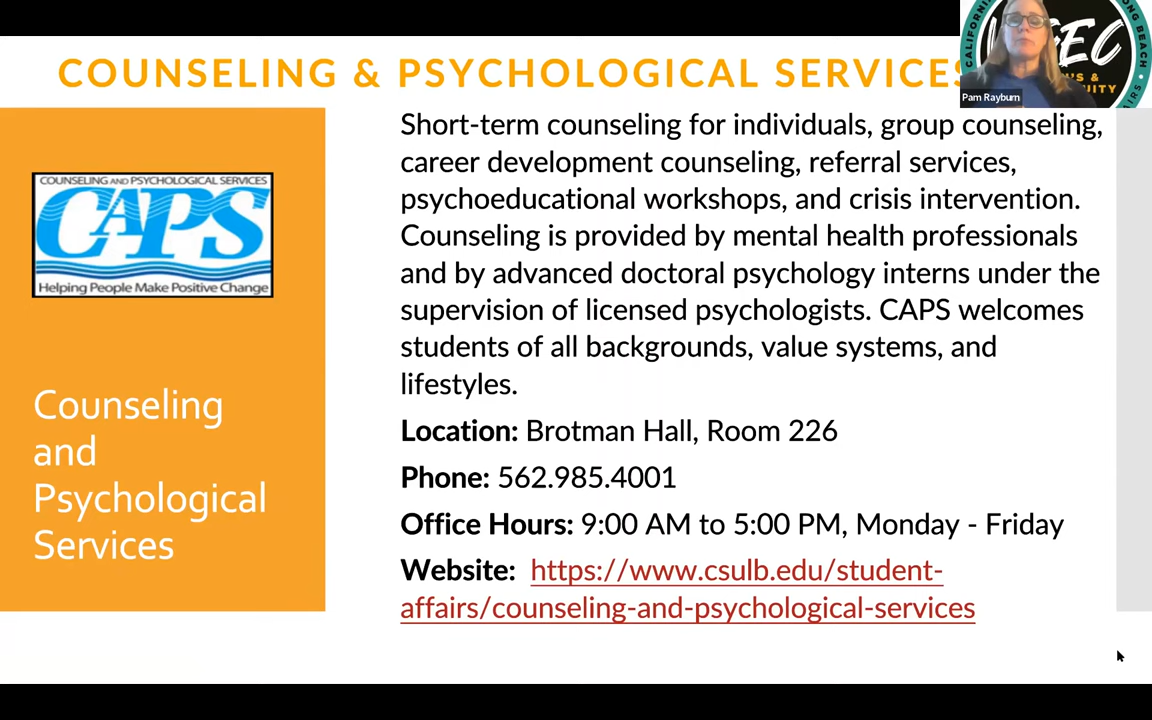 COUNSELING & PSYCHOLOGICAL SERVICES
Pam Rayburn
CALIFORNIA
LONG BEACH
EC
Short-term counseling for individuals, group counseling,
career development counseling, referral services,
psychoeducational workshops, and crisis intervention.
Counseling is provided by mental health professionals
and by advanced doctoral psychology interns under the
supervision of licensed psychologists. CAPS welcomes
students of all backgrounds, value systems, and
lifestyles.
Location: Brotman Hall, Room 226
Phone: 562.985.4001
Office Hours: 9:00 AM to 5:00 PM, Monday - Friday
Website: https://www.csulb.edu/student-
affairs/counseling-and-psychological-services
COUNSELING AND PSYCHOLOGICAL SERVICES
CAPS
Helping People Make Positive Change
Counseling
and
Psychological
Services